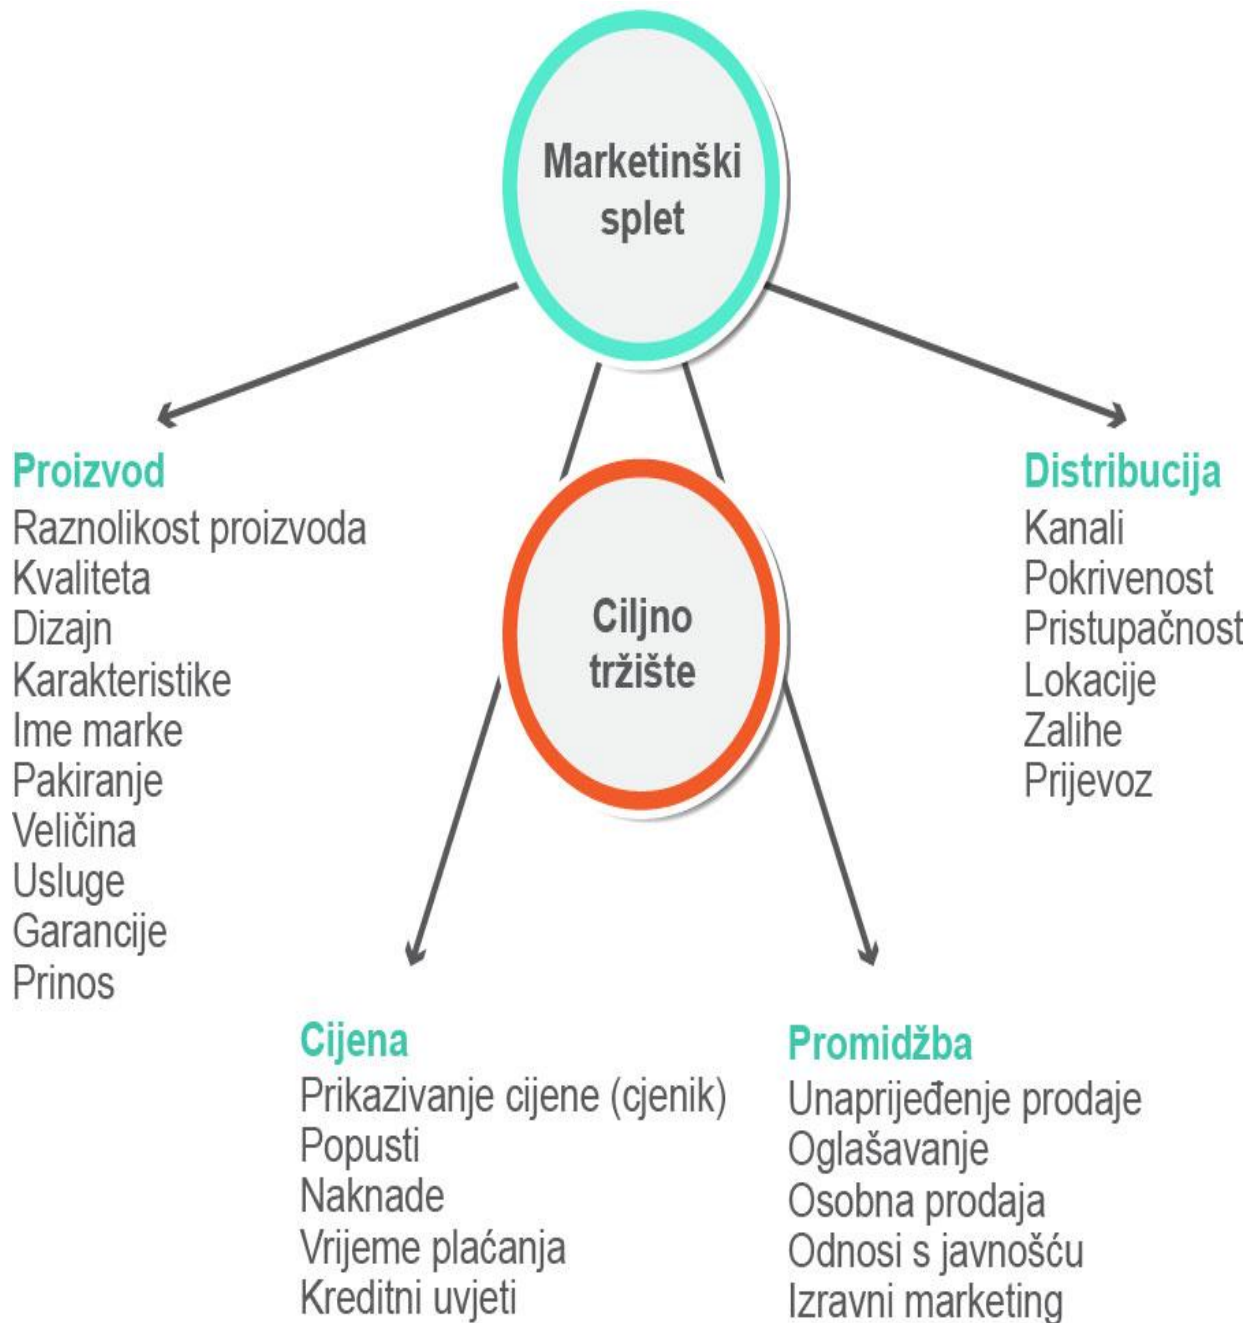 Marketinški
splet
Ciljno
tržište
Proizvod
Raznolikost proizvoda
Kvaliteta
Dizajn
Karakteristike
Ime marke
Pakiranje
Veličina
Usluge
Garancije
Prinos
Distribucija
Kanali
Pokrivenost
Pristupačnost
Lokacije
Zalihe
Prijevoz
Cijena
Prikazivanje cijene (cjenik)
Popusti
Naknade
Vrijeme plaćanja
Kreditni uvjeti
Promidžba
Unaprijeđenje prodaje
Oglašavanje
Osobna prodaja
Odnosi s javnošću
Izravni marketing